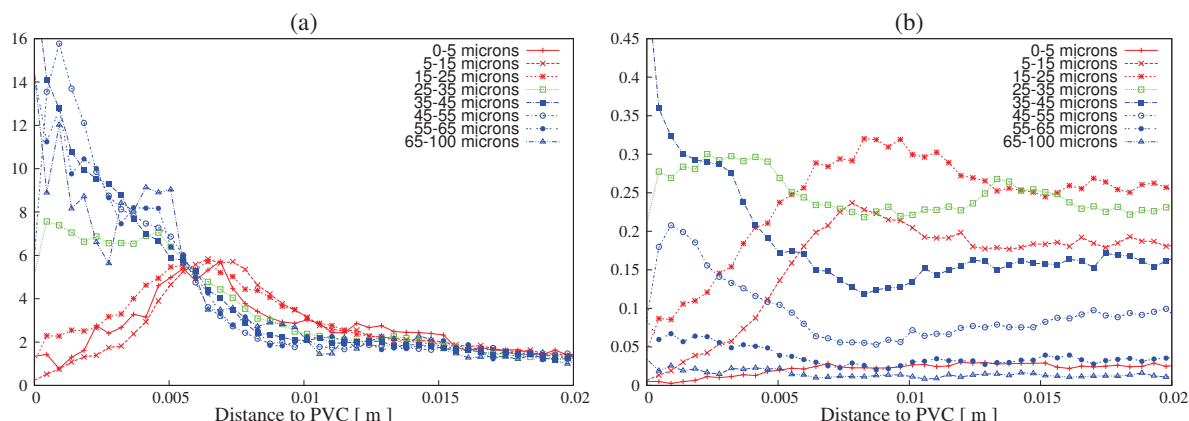 (a)
16
14
12
10
8
6
4
2
0
0 0.005 0.01 0.015 0.02
Distance to PVC [ m ]
0-5 microns
5-15 microns
15-25 microns
25-35 microns
35-45 microns
45-55 microns
55-65 microns
65-100 microns
(b)
0.45
0.4
0.35
0.3
0.25
0.2
0.15
0.1
0.05
0
0 0.005 0.01 0.015 0.02
Distance to PVC [ m ]
0-5 microns
5-15 microns
15-25 microns
25-35 microns
35-45 microns
45-55 microns
55-65 microns
65-100 microns